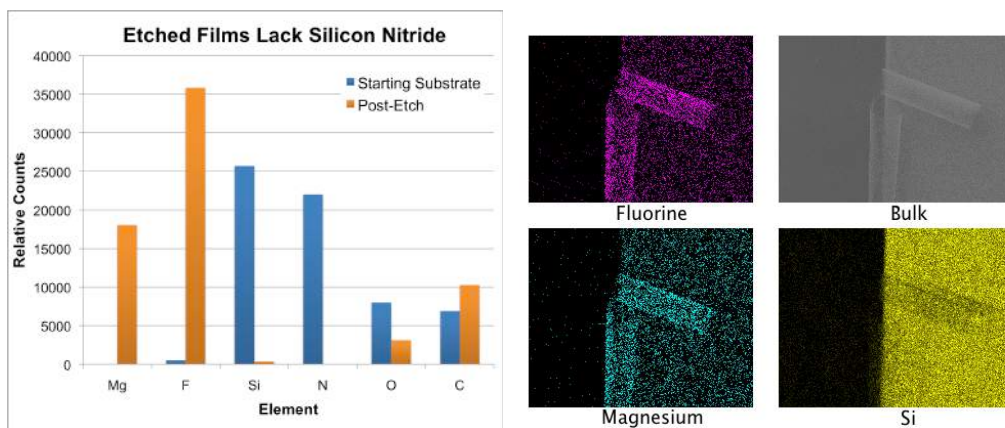 Etched Films Lack Silicon Nitride
40000
35000
30000
25000
20000
15000
10000
5000
0
Relative Counts
Starting Substrate
Post-Etch
Mg F Si N O C
Element
Fluorine
Bulk
Magnesium
Si